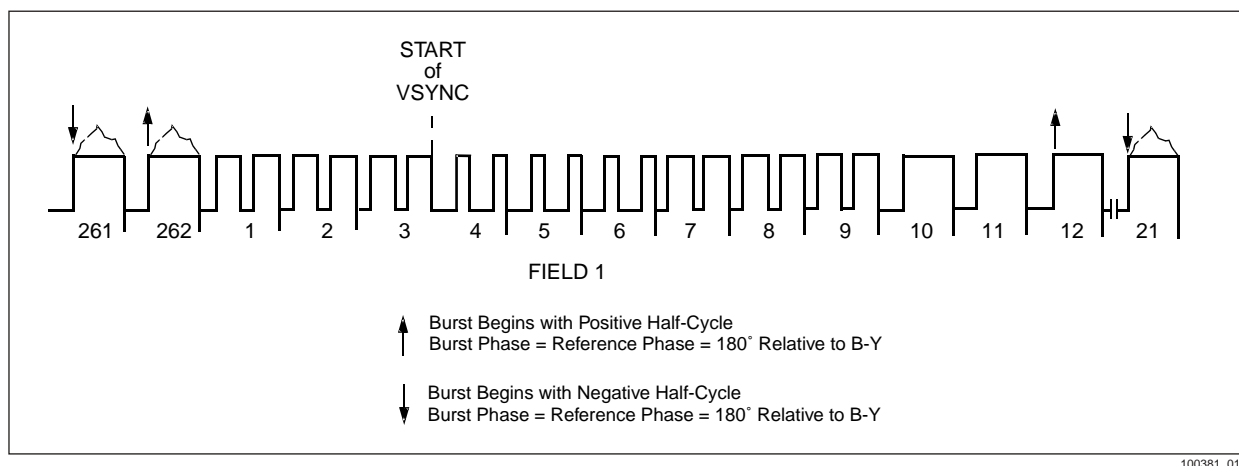 START
of
VSYNC
261 262 1 2 3 4 5 6 7 8 9 10 11 12 21
FIELD 1
Burst Begins with Positive Half-Cycle
Burst Phase = Reference Phase = 180˚ Relative to B-Y
Burst Begins with Negative Half-Cycle
Burst Phase = Reference Phase = 180˚ Relative to B-Y